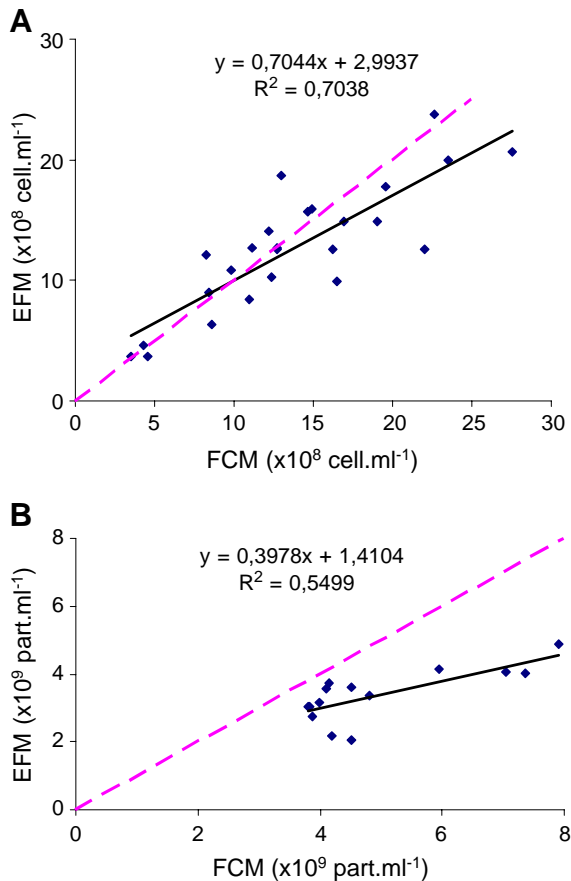 A
y = 0,7044x + 2,9937
R² = 0,7038
30
20
10
0
EFM (x10⁸ cell.ml⁻¹)
0 5 10 15 20 25 30
FCM (x10⁸ cell.ml⁻¹)
B
y = 0,3978x + 1,4104
R² = 0,5499
8
6
4
2
0
EFM (x10⁹ part.ml⁻¹)
0 2 4 6 8
FCM (x10⁹ part.ml⁻¹)